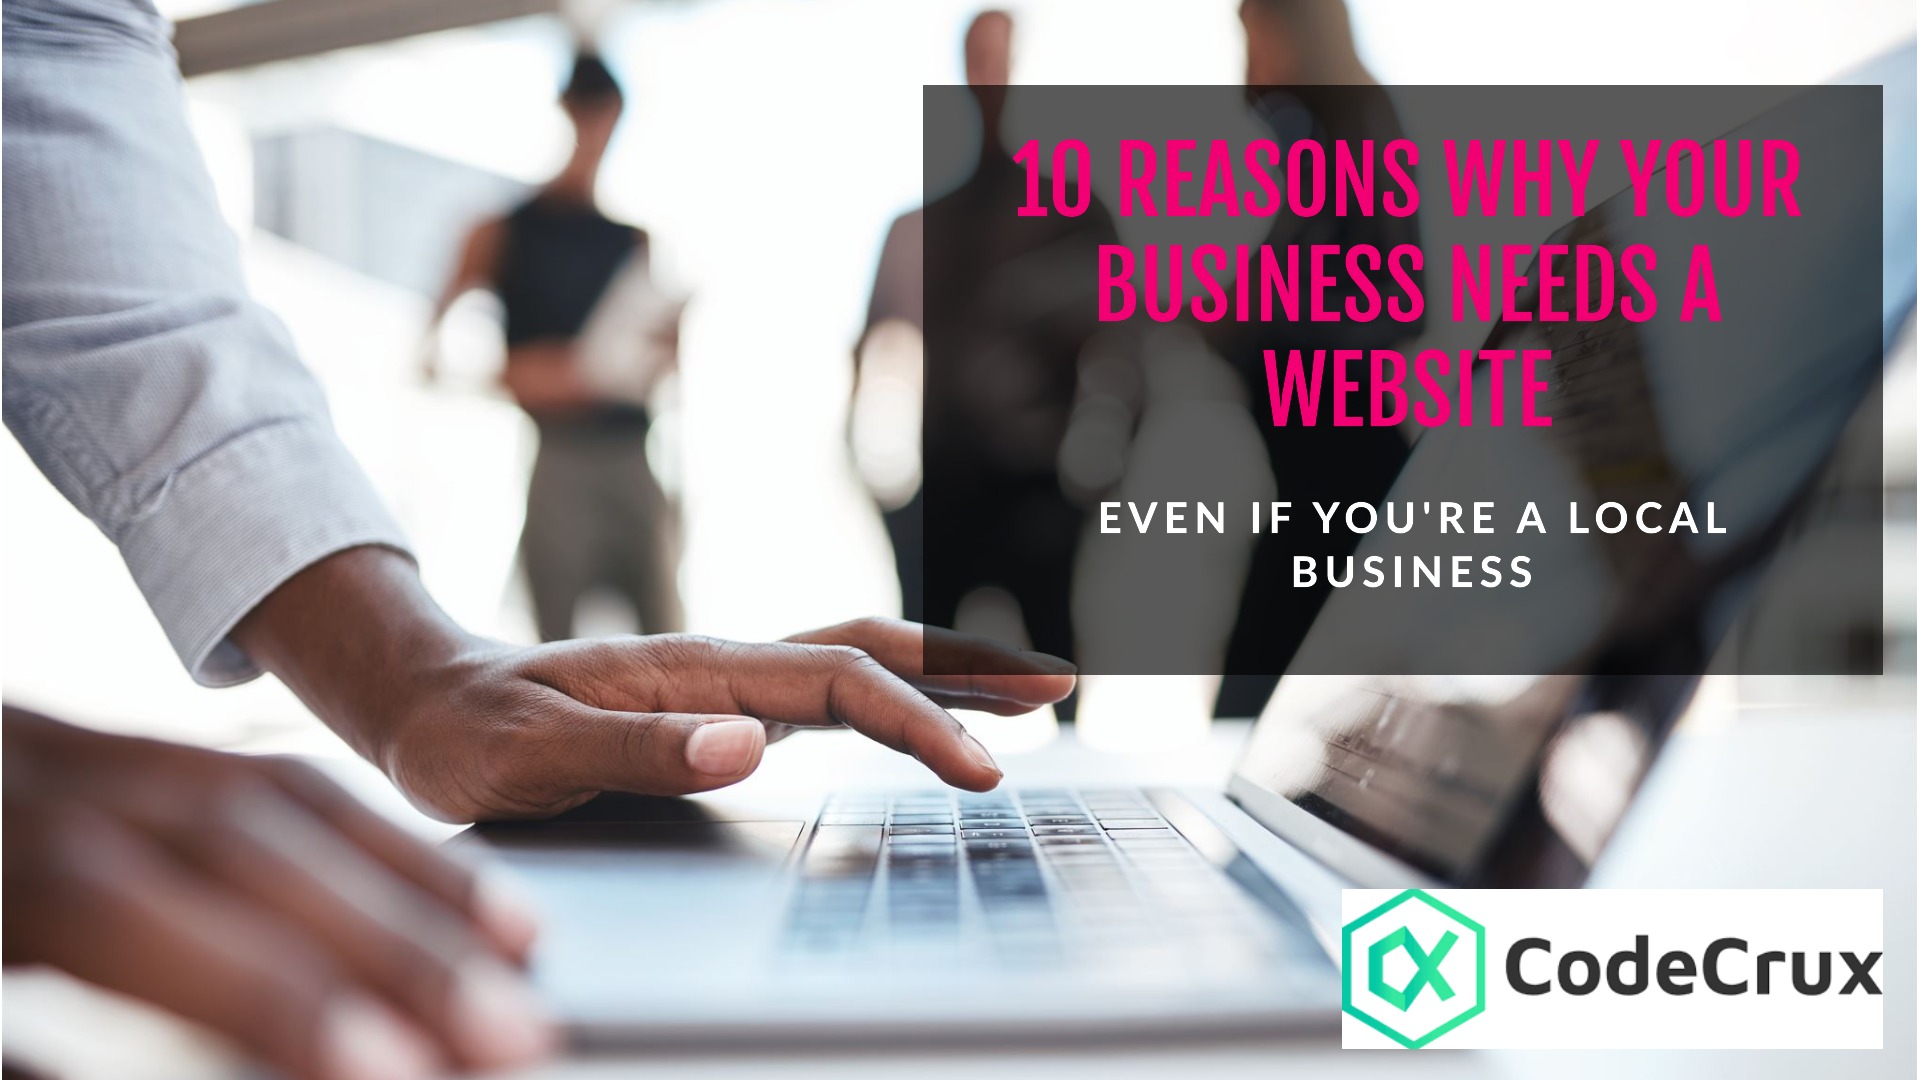 10 REASONS WHY YOUR
BUSINESS NEEDS A
WEBSITE
EVEN IF YOU'RE A LOCAL
BUSINESS
CodeCrux